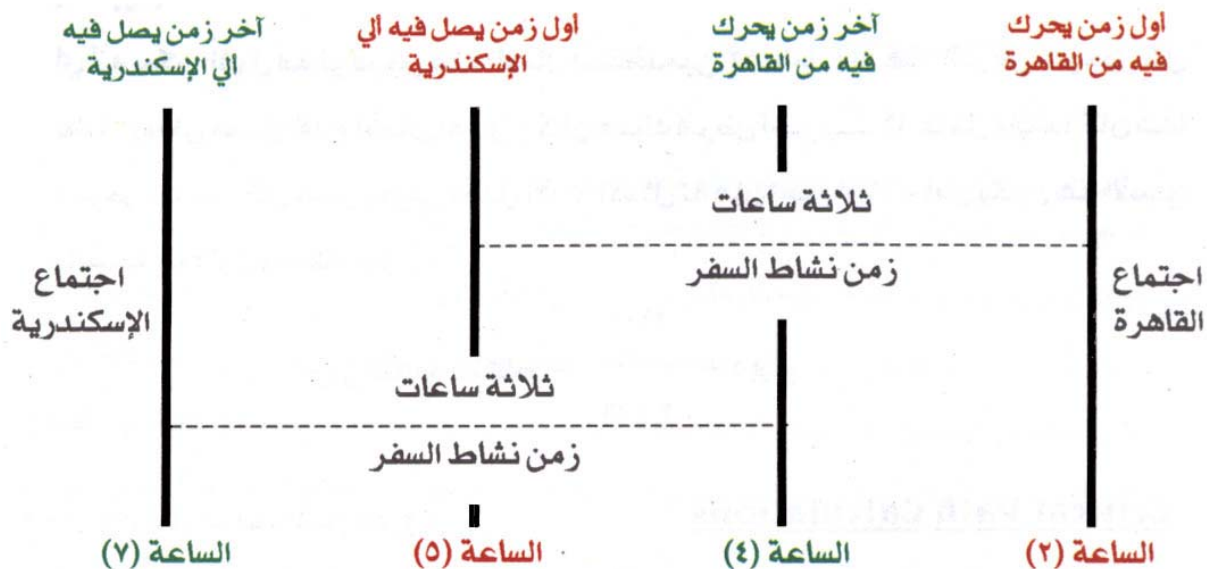 أول زمن يحرك
فيه من القاهرة
آخر زمن يحرك
فيه من القاهرة
أول زمن يصل فيه ألي
الإسكندرية
آخر زمن يصل فيه
ألي الإسكندرية
ثلاثة ساعات
زمن نشاط السفر
اجتماع
القاهرة
اجتماع
الإسكندرية
ثلاثة ساعات
زمن نشاط السفر
الساعة (٢)
الساعة (٤)
الساعة (٥)
الساعة (٧)